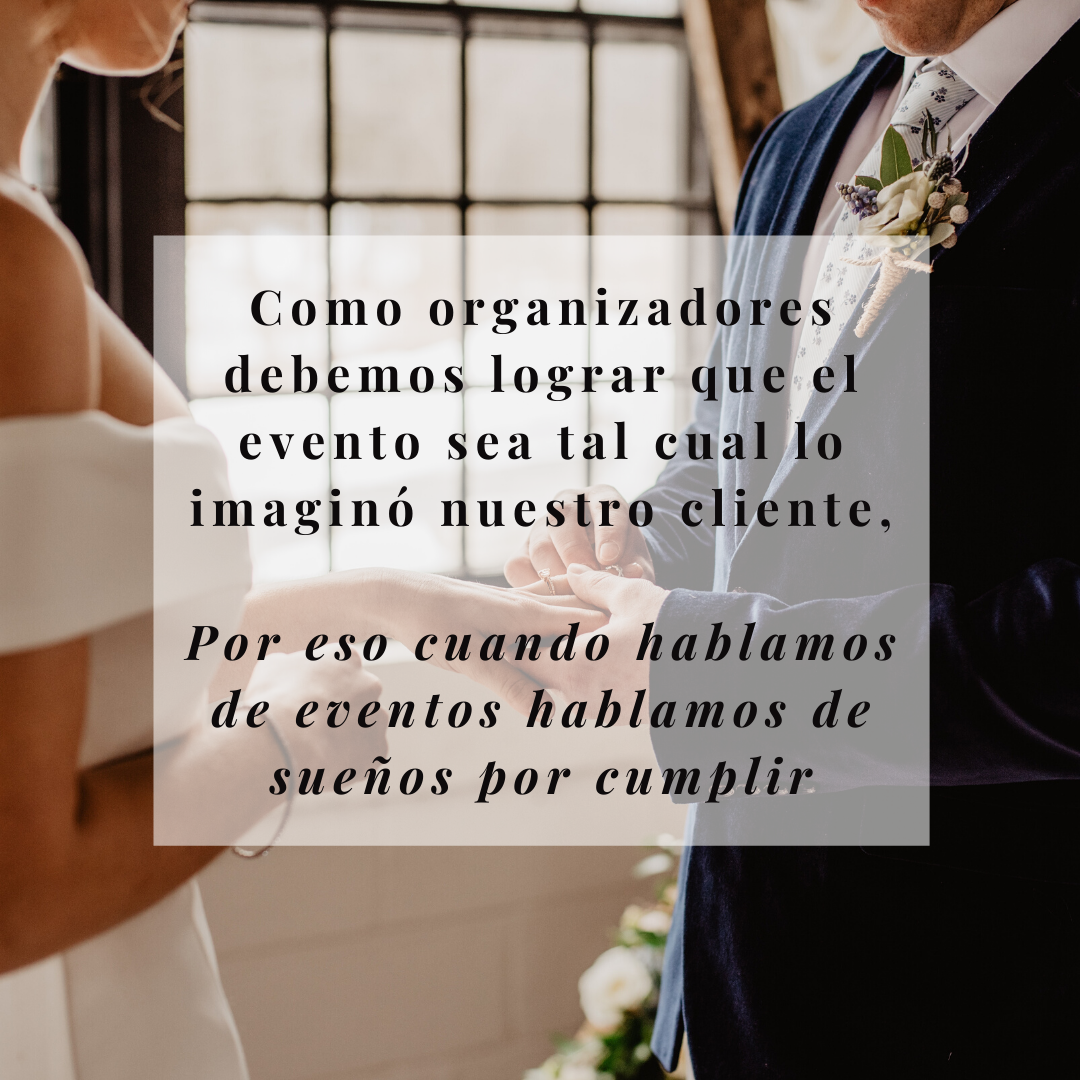 Como organizadores
debemos lograr que el
evento sea tal cual lo
imaginó nuestro cliente,
Por eso cuando hablamos
de eventos hablamos de
sueños por cumplir